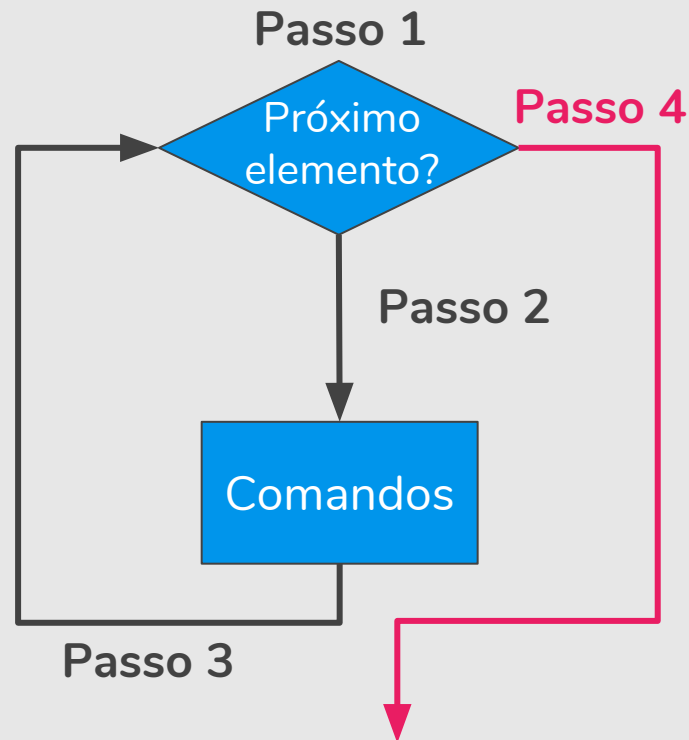 Passo 1
Próximo
elemento?
Passo 4
Passo 2
Comandos
Passo 3